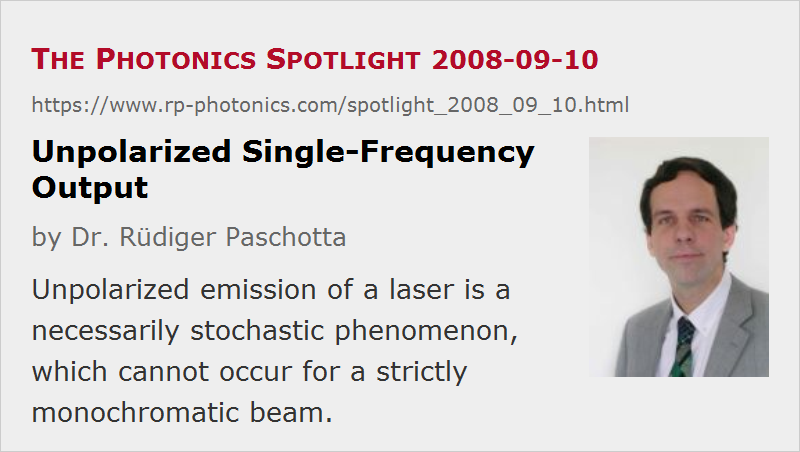 THE PHOTONICS SPOTLIGHT 2008-09-10
https://www.rp-photonics.com/spotlight_2008_09_10.html
Unpolarized Single-Frequency
Output
by Dr. Rüdiger Paschotta
Unpolarized emission of a laser is a
necessarily stochastic phenomenon,
which cannot occur for a strictly
monochromatic beam.